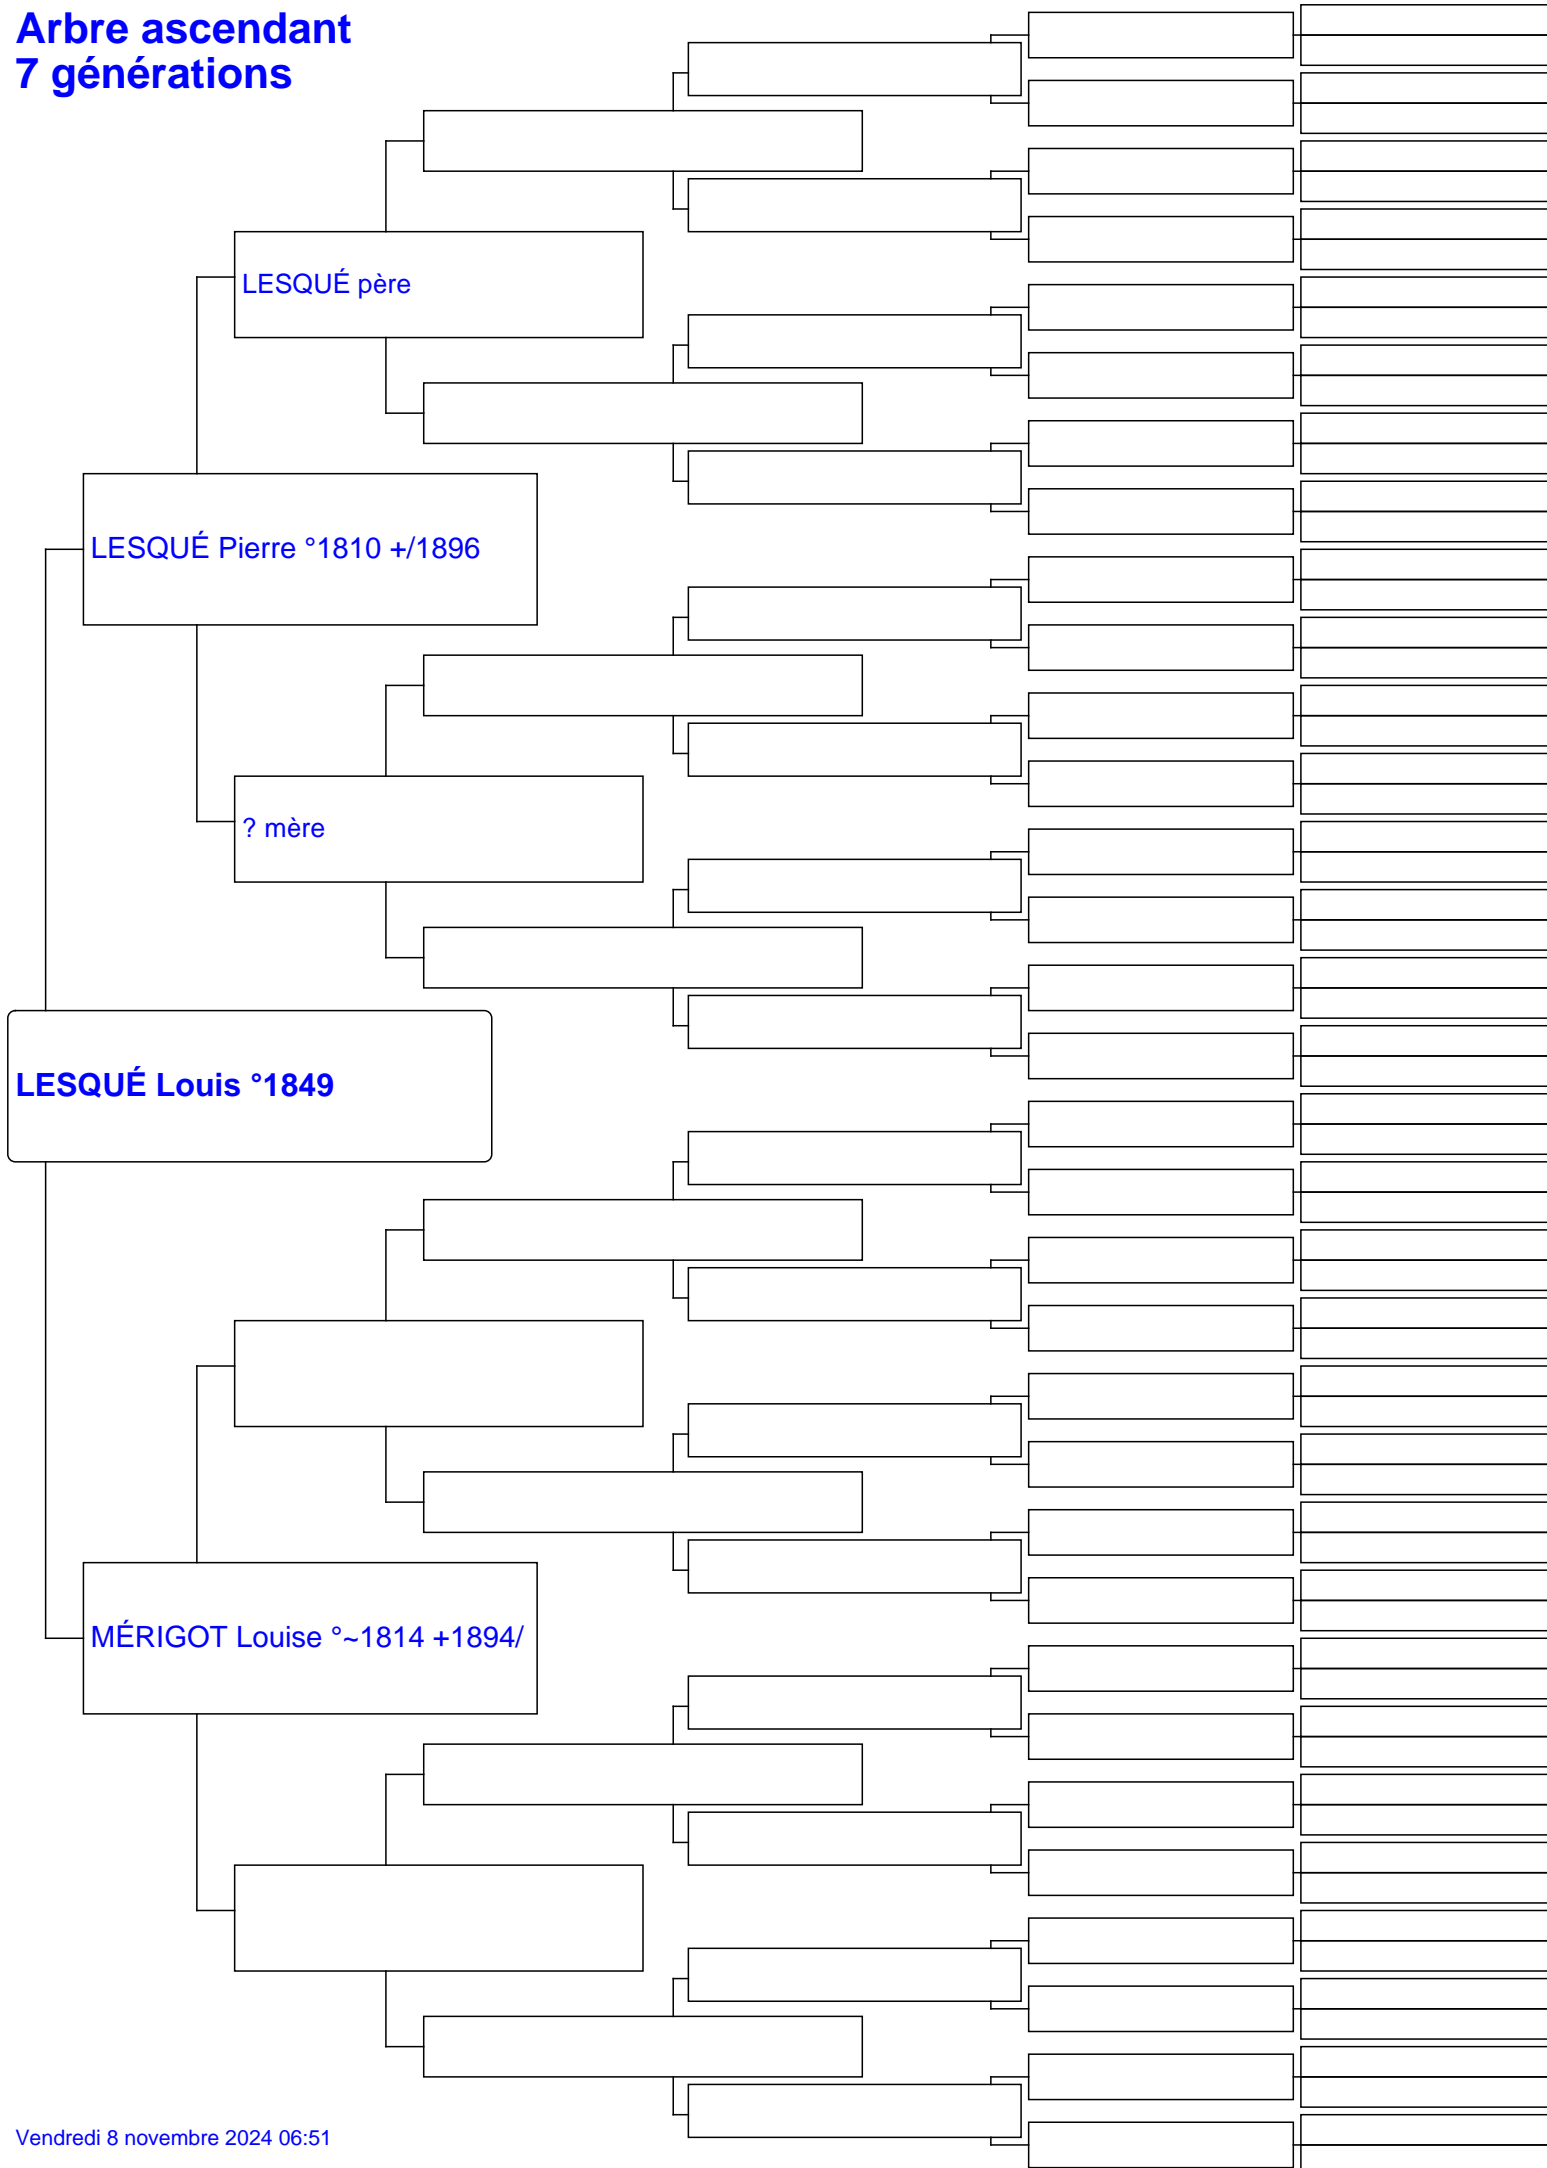 Arbre ascendant
7 générations
LESQUÉ père
LESQUÉ Pierre °1810 +/1896
? mère
LESQUÉ Louis °1849
MÉRIGOT Louise °~1814 +1894/
Vendredi 8 novembre 2024 06:51